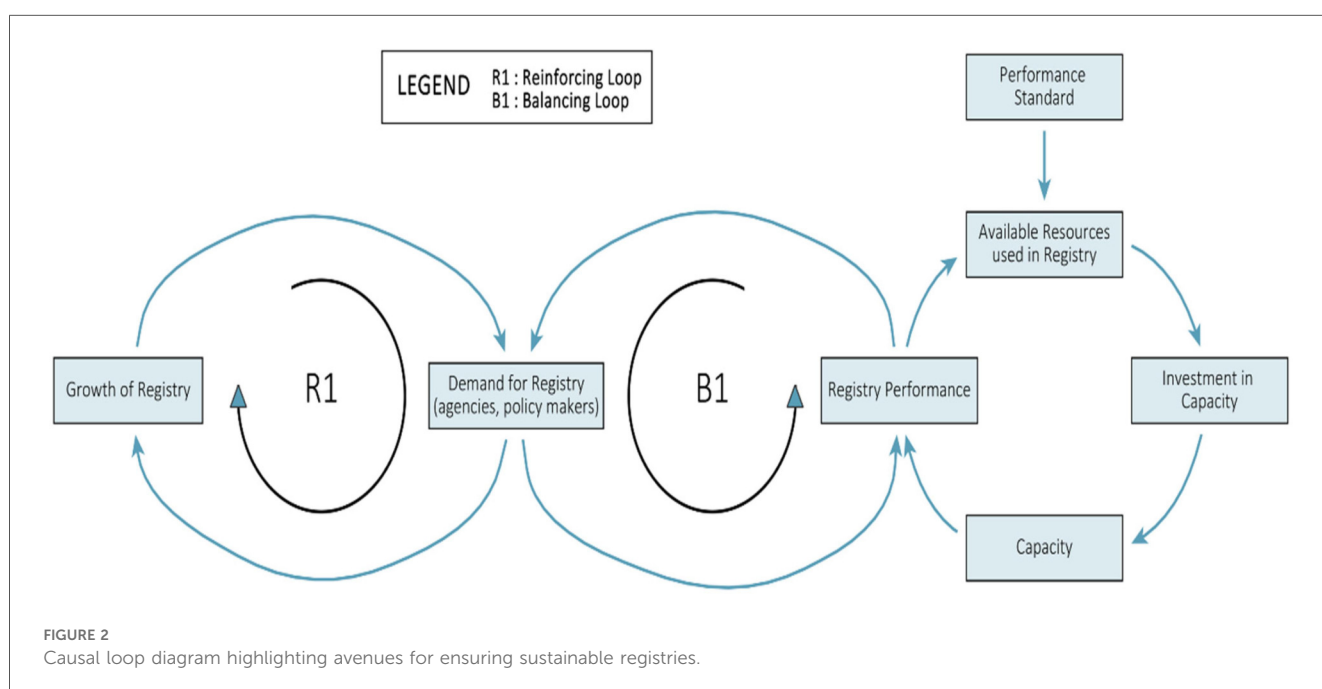 LEGEND
R1 : Reinforcing Loop
B1 : Balancing Loop
Performance
Standard
Available Resources
used in Registry
Growth of Registry
R1
Demand for Registry
(agencies, policy makers)
B1
Registry Performance
Investment in
Capacity
Capacity
FIGURE 2
Causal loop diagram highlighting avenues for ensuring sustainable registries.